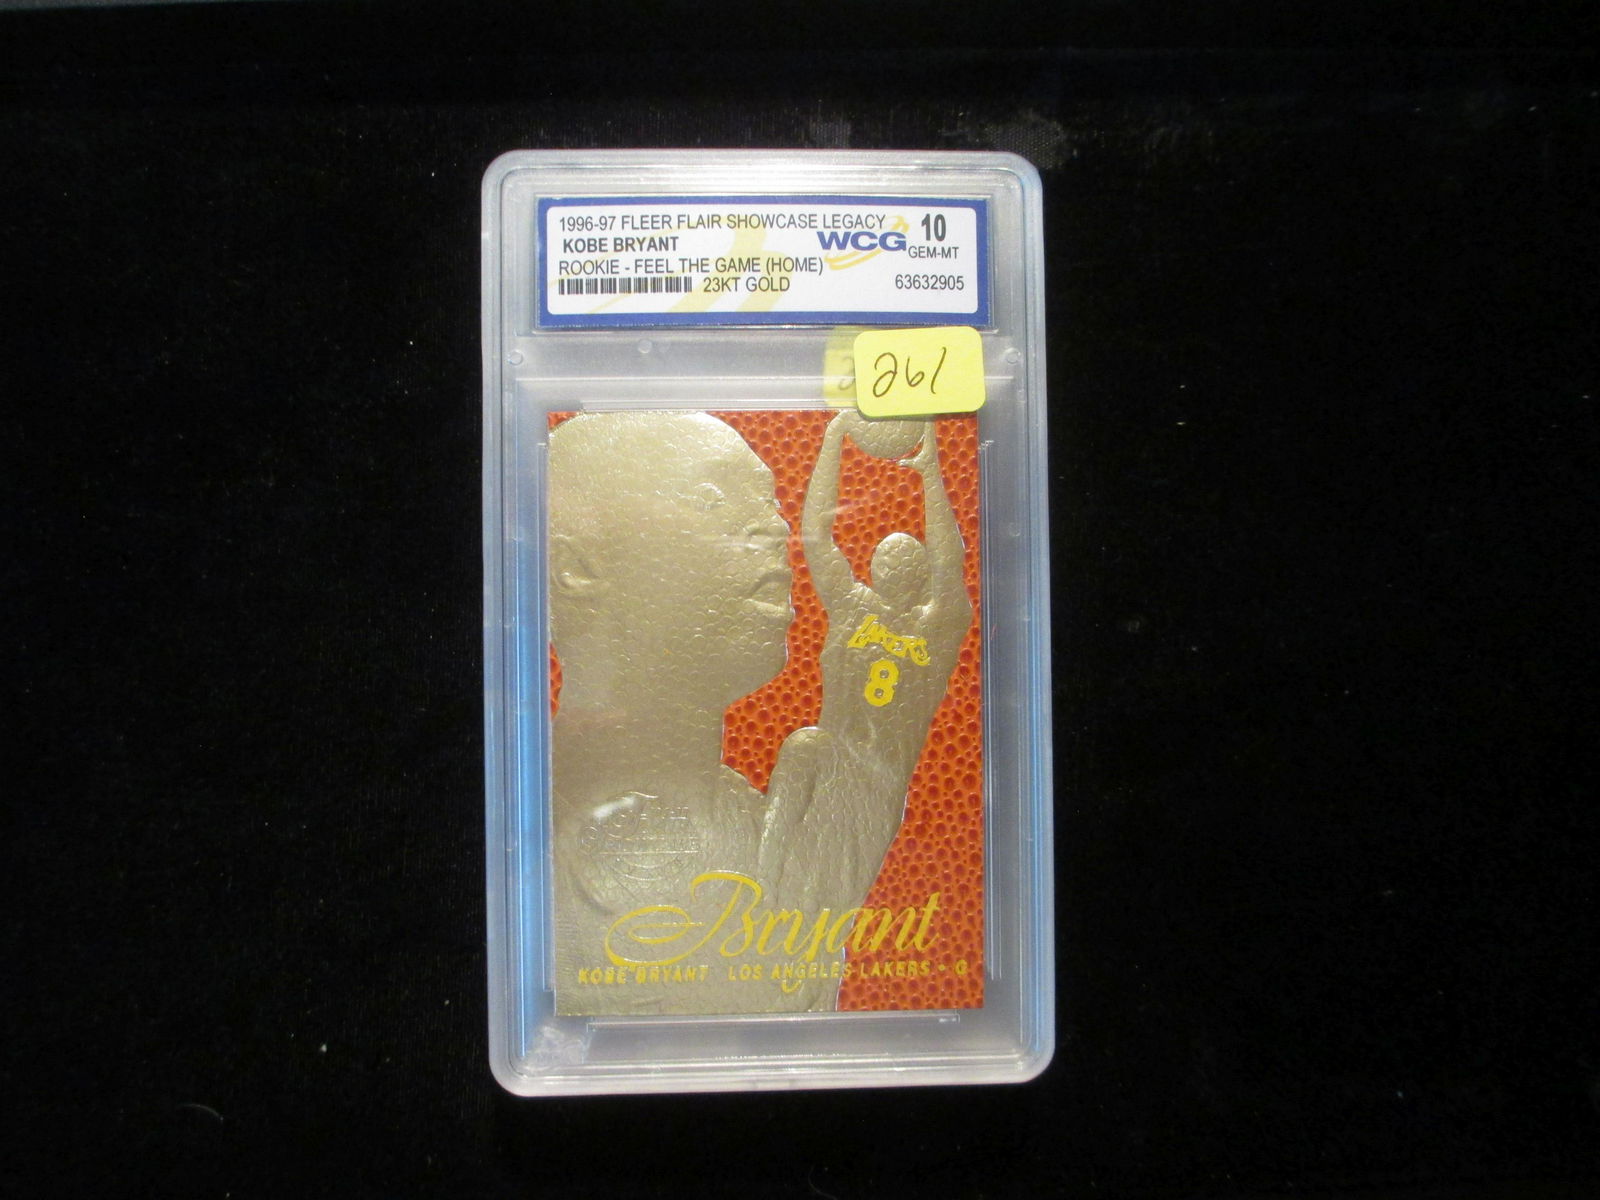 1996-97 FLEER FLAIR SHOWCASE LEGACY
KOBE BRYANT
WCG
10
GEM-MT
ROOKIE - FEEL THE GAME (HOME)
23KT GOLD
63632905
261
LAKERS
8
Bryant
KOBE BRYANT LOS ANGELES LAKERS • G